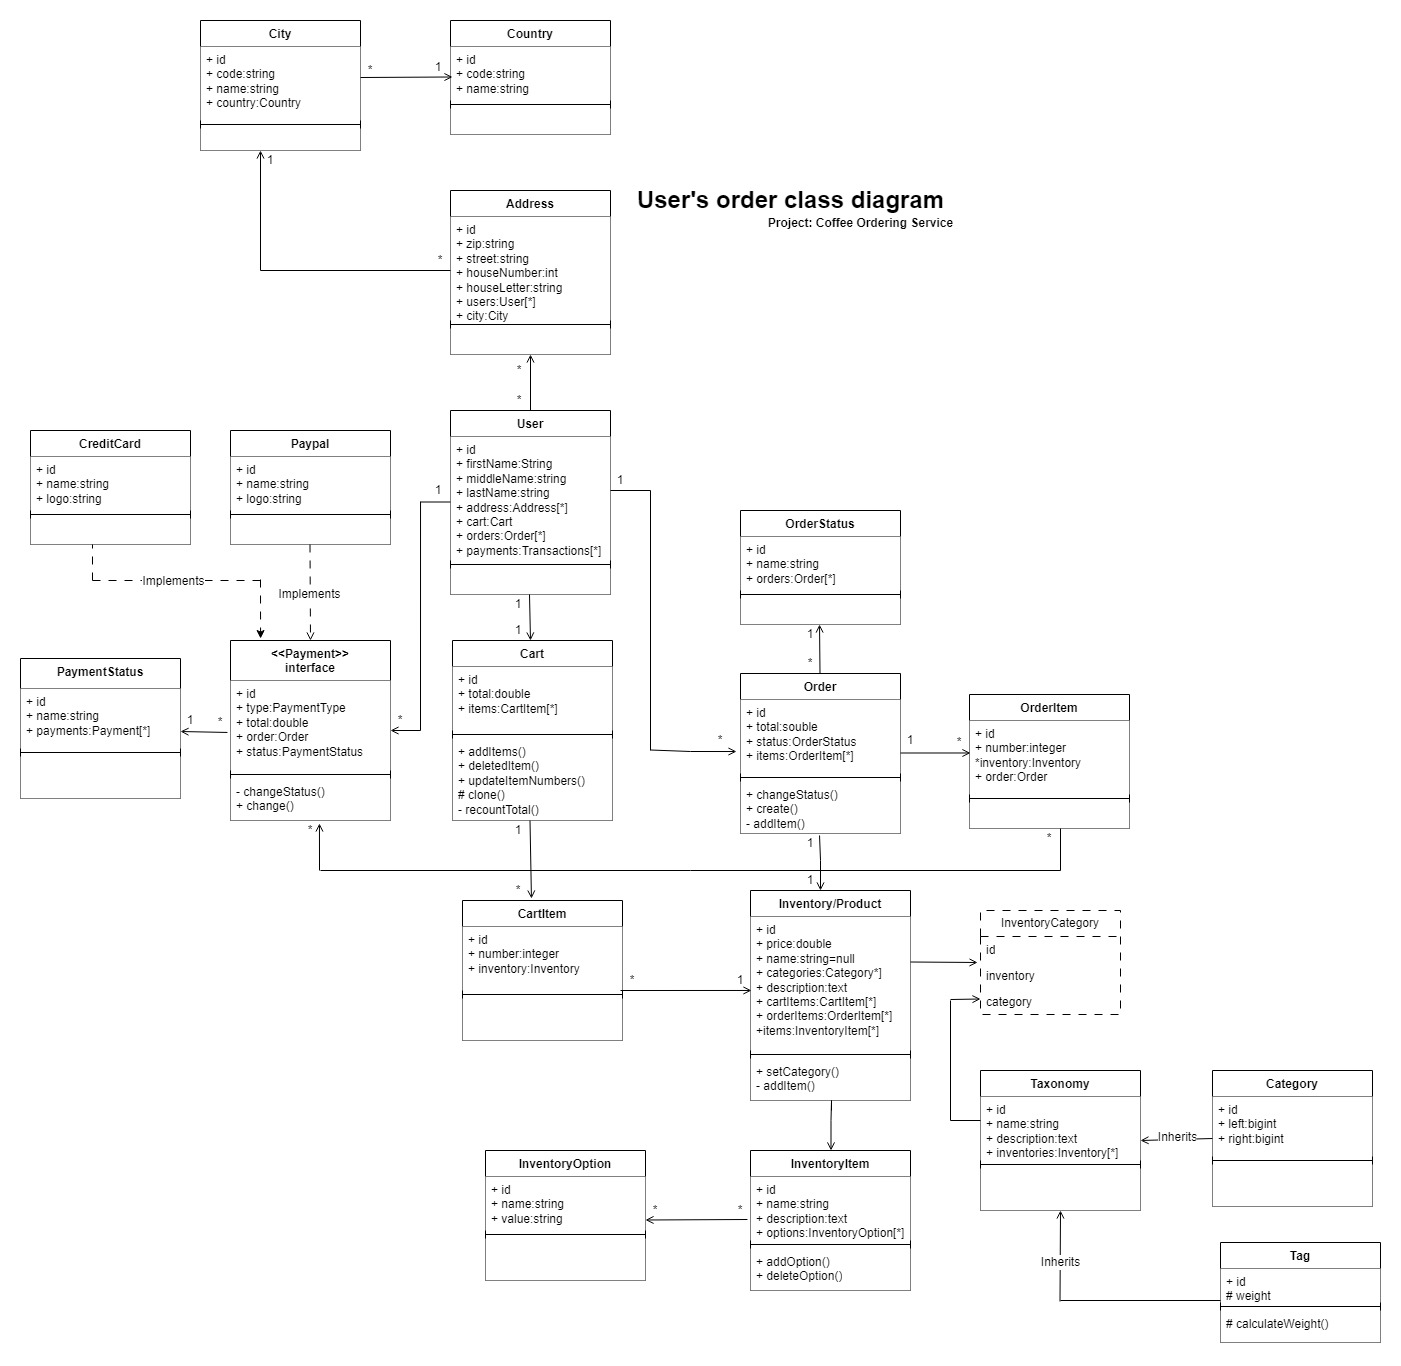 City
+ id
+ code:string
+ name:string
+ country:Country
*
1
Country
+ id
+ code:string
+ name:string
1
User's order class diagram
Project: Coffee Ordering Service
Address
+ id
+ zip:string
+ street:string
+ houseNumber:int
+ houseLetter:string
+ users:User[*]
+ city:City
*
*
*
CreditCard
+ id
+ name:string
+ logo:string
Paypal
+ id
+ name:string
+ logo:string
User
+ id
+ firstName:String
+ middleName:string
+ lastName:string
+ address:Address[*]
+ cart:Cart
+ orders:Order[*]
+ payments:Transactions[*]
1
1
OrderStatus
+ id
+ name:string
+ orders:Order[*]
Implements
Implements
1
1
1
*
PaymentStatus
+ id
+ name:string
+ payments:Payment[*]
1
*
<<Payment>>
interface
+ id
+ type:PaymentType
+ total:double
+ order:Order
+ status:PaymentStatus
- changeStatus()
+ change()
*
*
Cart
+ id
+ total:double
+ items:CartItem[*]
+ addItems()
+ deletedItem()
+ updateItemNumbers()
# clone()
- recountTotal()
*
Order
+ id
+ total:souble
+ status:OrderStatus
+ items:OrderItem[*]
+ changeStatus()
+ create()
- addItem()
1
*
OrderItem
+ id
+ number:integer
*inventory:Inventory
+ order:Order
*
1
*
1
1
CartItem
+ id
+ number:integer
+ inventory:Inventory
*
1
Inventory/Product
+ id
+ price:double
+ name:string=null
+ categories:Category*]
+ description:text
+ cartItems:CartItem[*]
+ orderItems:OrderItem[*]
+items:InventoryItem[*]
+ setCategory()
- addItem()
InventoryCategory
id
inventory
category
Taxonomy
+ id
+ name:string
+ description:text
+ inventories:Inventory[*]
Inherits
Category
+ id
+ left:bigint
+ right:bigint
InventoryOption
+ id
+ name:string
+ value:string
*
*
InventoryItem
+ id
+ name:string
+ description:text
+ options:InventoryOption[*]
+ addOption()
+ deleteOption()
Inherits
Tag
+ id
# weight
# calculateWeight()